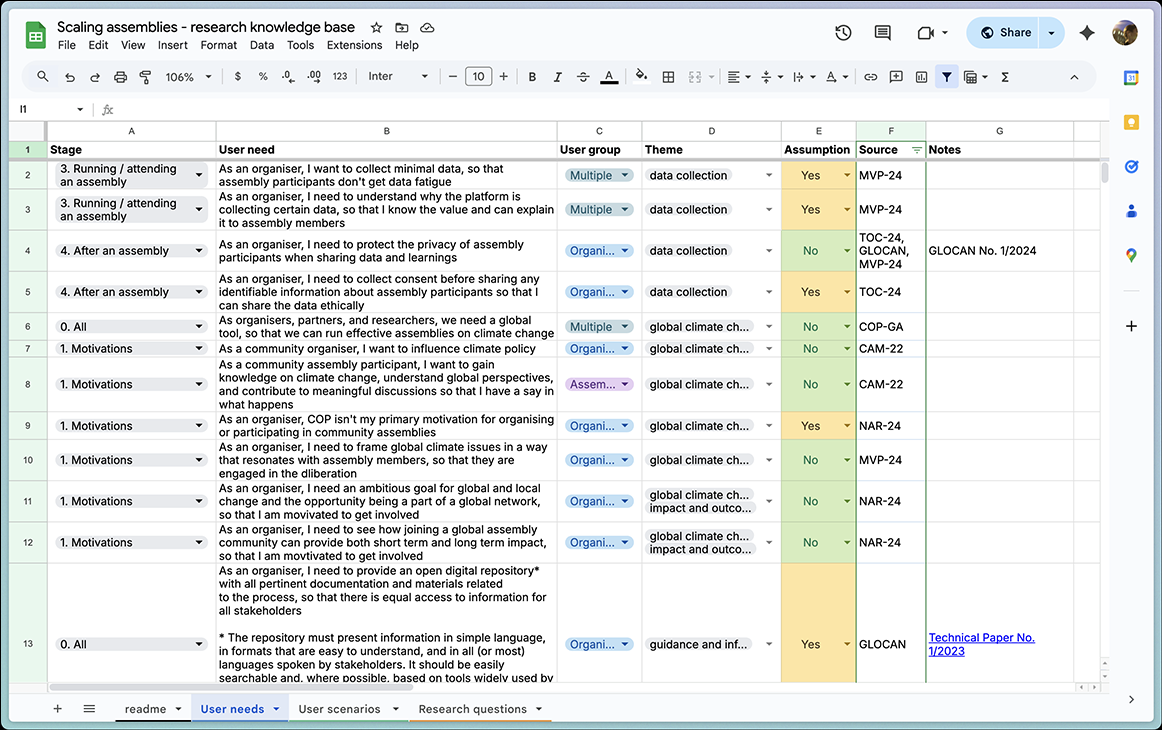 Scaling assemblies - research knowledge base
File Edit View Insert Format Data Tools Extensions Help
Share
106% $ % .0 .00 123 Inter 10 B I A
I1 fx
A B C D E F G
1 Stage User need User group Theme Assumption Source Notes
2 3. Running / attending an assembly
As an organiser, I want to collect minimal data, so that
assembly participants don't get data fatigue
Multiple data collection Yes MVP-24
3 3. Running / attending an assembly
As an organiser, I need to understand why the platform is
collecting certain data, so that I know the value and can explain
it to assembly members
Multiple data collection Yes MVP-24
4 4. After an assembly
As an organiser, I need to protect the privacy of assembly
participants when sharing data and learnings
Organi... data collection No
TOC-24,
GLOCAN,
MVP-24
GLOCAN No. 1/2024
5 4. After an assembly
As an organiser, I need to collect consent before sharing any
identifiable information about assembly participants so that I
can share the data ethically
Organi... data collection Yes TOC-24
6 0. All
As organisers, partners, and researchers, we need a global
tool, so that we can run effective assemblies on climate change
Multiple global climate ch... No COP-GA
7 1. Motivations As a community organiser, I want to influence climate policy Organi... global climate ch... No CAM-22
8 1. Motivations
As a community assembly participant, I want to gain
knowledge on climate change, understand global perspectives,
and contribute to meaningful discussions so that I have a say in
what happens
Assem... global climate ch... No CAM-22
9 1. Motivations
As an organiser, COP isn't my primary motivation for organising
or participating in community assemblies
Organi... global climate ch... Yes NAR-24
10 1. Motivations
As an organiser, I need to frame global climate issues in a way
that resonates with assembly members, so that they are
engaged in the dliberation
Organi... global climate ch... No MVP-24
11 1. Motivations
As an organiser, I need an ambitious goal for global and local
change and the opportunity being a part of a global network,
so that I am movivated to get involved
Organi... global climate ch...
impact and outco...
No NAR-24
12 1. Motivations
As an organiser, I need to see how joining a global assembly
community can provide both short term and long term impact,
so that I am movtivated to get involved
Organi... global climate ch...
impact and outco...
No NAR-24
13 0. All
As an organiser, I need to provide an open digital repository*
with all pertinent documentation and materials related
to the process, so that there is equal access to information for
all stakeholders
* The repository must present information in simple language,
in formats that are easy to understand, and in all (or most)
languages spoken by stakeholders. It should be easily
searchable and, where possible, based on tools widely used by
Organi... guidance and inf... Yes GLOCAN
Technical Paper No.
1/2023
readme User needs User scenarios Research questions
31